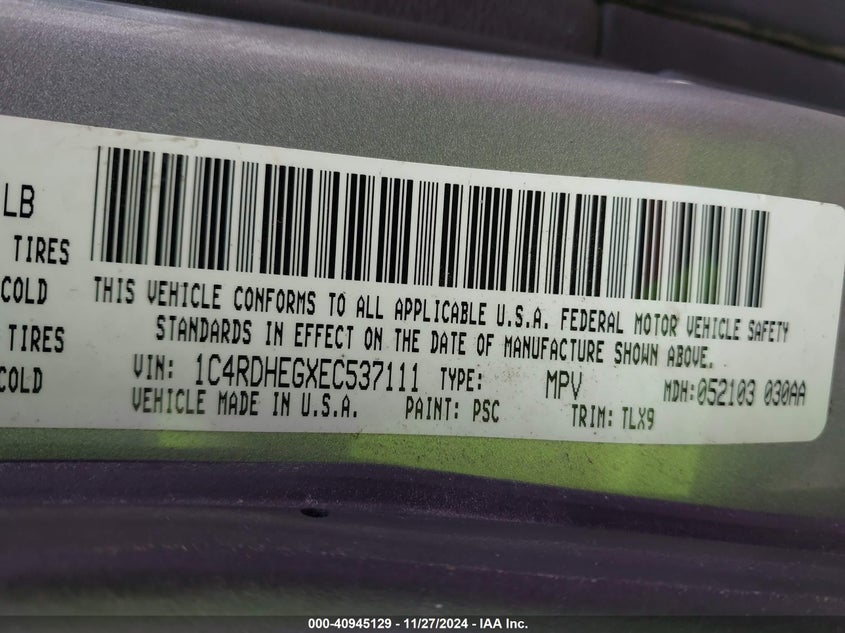 LB
TIRES
COLD
TIRES
COLD
THIS VEHICLE CONFORMS TO ALL APPLICABLE U.S.A. FEDERAL MOTOR VEHICLE SAFETY
STANDARDS IN EFFECT ON THE DATE OF MANUFACTURE SHOWN ABOVE.
VIN: 1C4RDHEGXEC537111 TYPE: MPV MDH:052103 030AA
VEHICLE MADE IN U.S.A. PAINT: PSC TRIM: TLX9
000-40945129 - 11/27/2024 - IAA Inc.